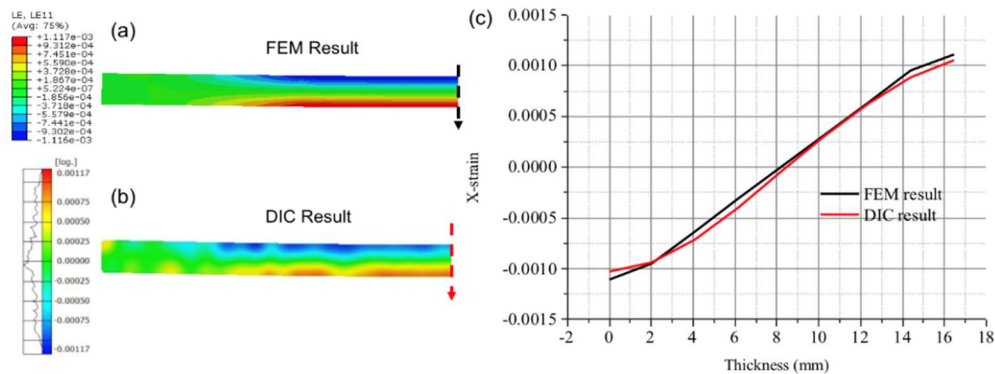 LE, LE11
(Avg: 75%)
+1.117e-03
+9.312e-04
+7.451e-04
+5.590e-04
+3.728e-04
+1.867e-04
+5.224e-07
-1.856e-04
-3.718e-04
-5.579e-04
-7.441e-04
-9.302e-04
-1.116e-03
(a)
FEM Result
[log.]
0.00117
0.00075
0.00050
0.00025
0.00000
-0.00025
-0.00050
-0.00075
-0.00117
(b)
DIC Result
(c)
0.0015
0.0010
0.0005
0.0000
-0.0005
-0.0010
-0.0015
X-strain
FEM result
DIC result
-2 0 2 4 6 8 10 12 14 16 18
Thickness (mm)